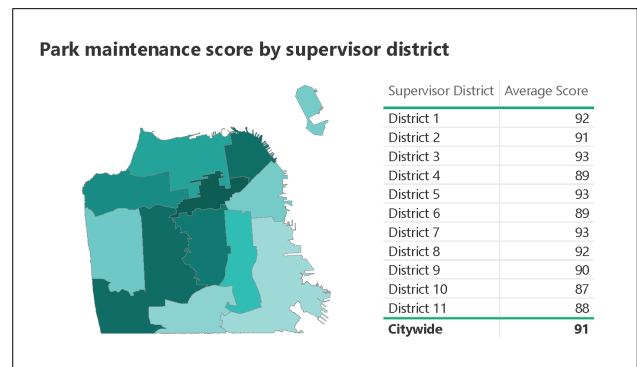 Park maintenance score by supervisor district
Supervisor District Average Score
District 1 92
District 2 91
District 3 93
District 4 89
District 5 93
District 6 89
District 7 93
District 8 92
District 9 90
District 10 87
District 11 88
Citywide 91